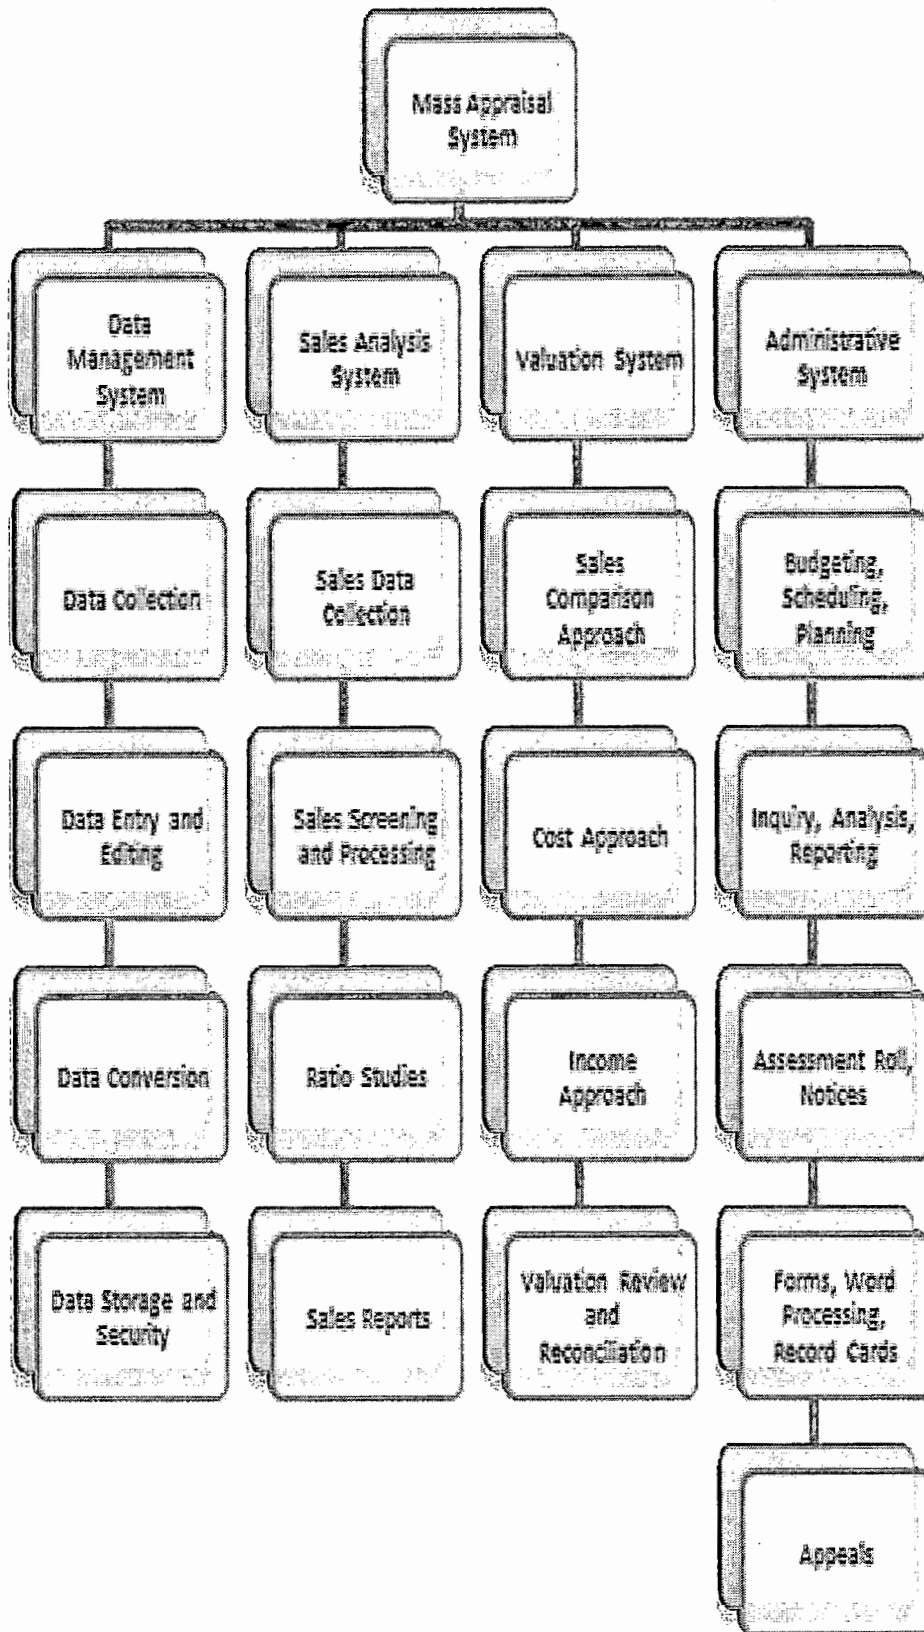 Mass Appraisal
System
Data
Management
System
Sales Analysis
System
Valuation System
Administrative
System
Data Collection
Sales Data
Collection
Sales
Comparison
Approach
Budgeting,
Scheduling,
Planning
Data Entry and
Editing
Sales Screening
and Processing
Cost Approach
Inquiry, Analysis,
Reporting
Data Conversion
Ratio Studies
Income
Approach
Assessment Roll,
Notices
Data Storage and
Security
Sales Reports
Valuation Review
and
Reconciliation
Forms, Word
Processing,
Record Cards
Appeals